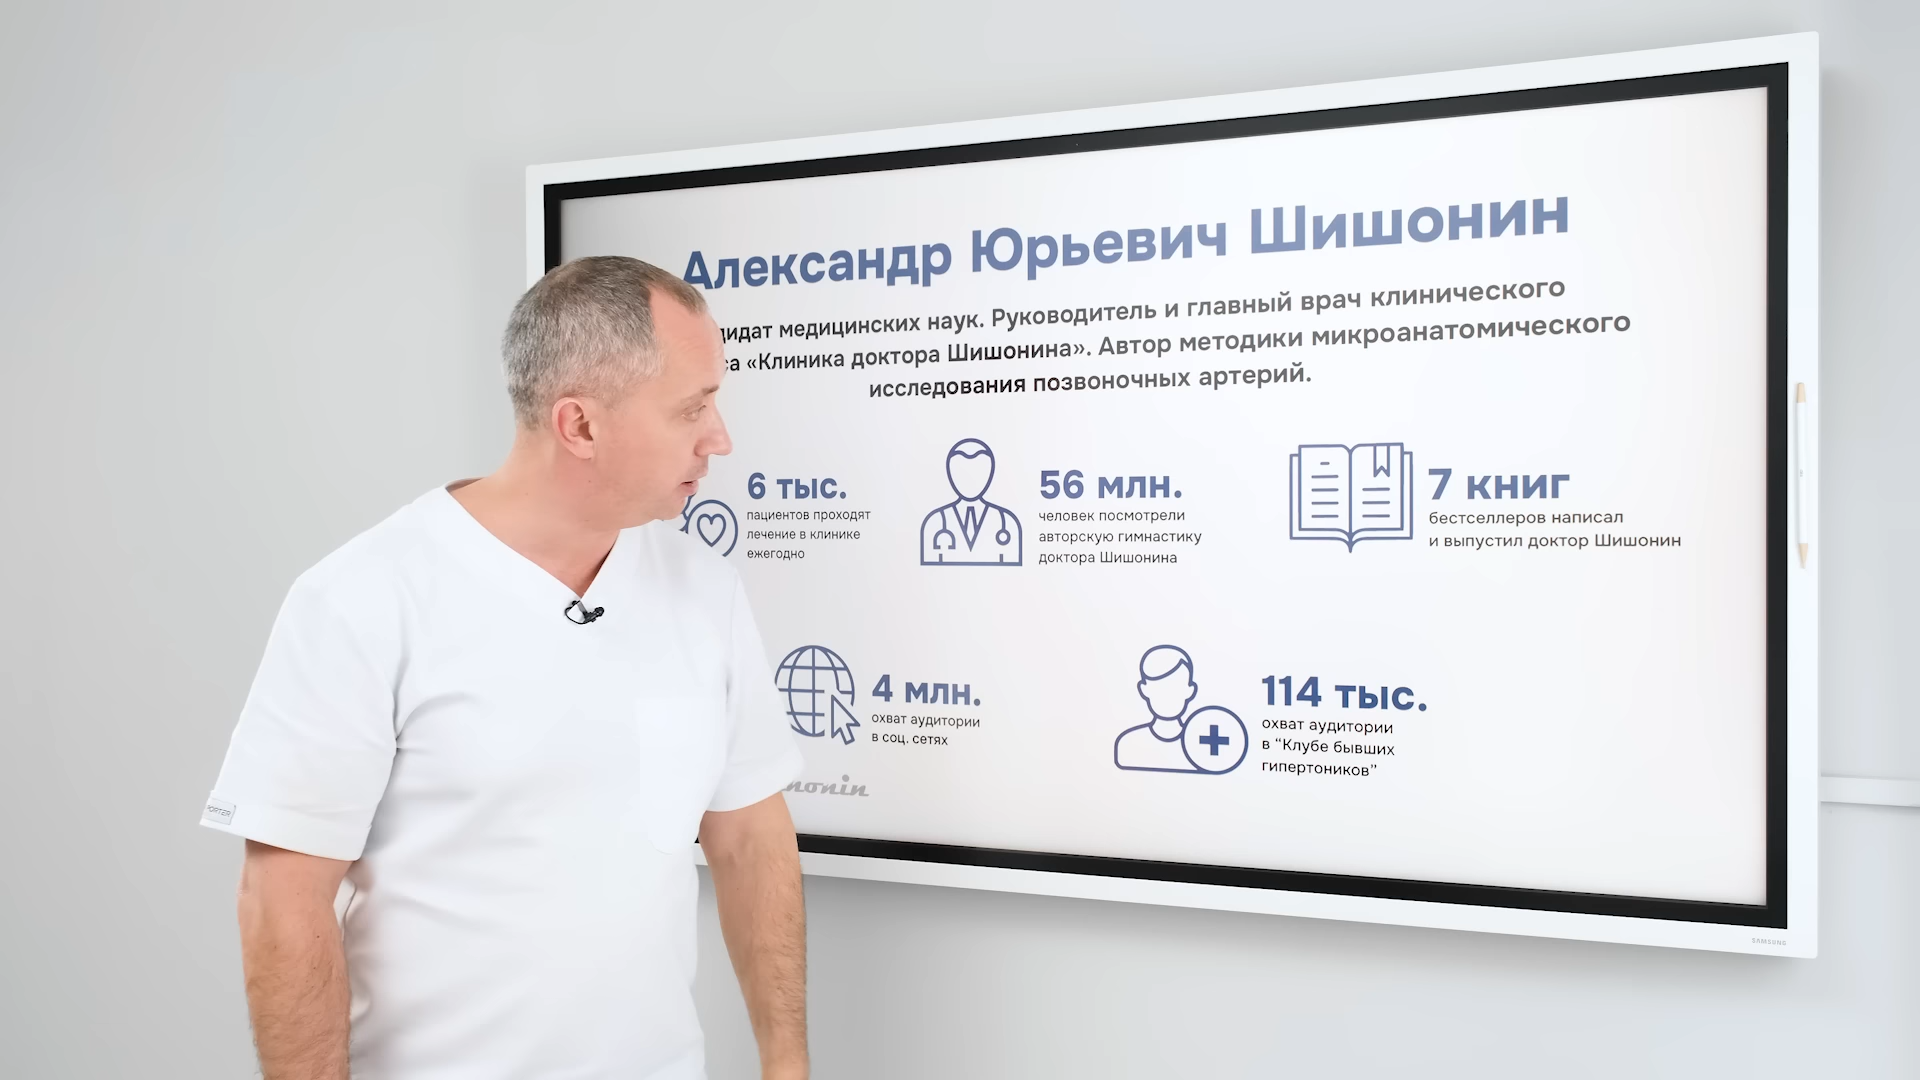 Александр Юрьевич Шишонин
медицинских наук. Руководитель и главный врач клинического
«Клиника доктора Шишонина». Автор методики микроанатомического
исследования позвоночных артерий.
6 тыс.
пациентов проходят
лечение в клинике
ежегодно
56 млн.
человек посмотрели
авторскую гимнастику
доктора Шишонина
7 книг
бестселлеров написал
и выпустил доктор Шишонин
4 млн.
охват аудитории
в соц. сетях
114 тыс.
охват аудитории
в “Клубе бывших
гипертоников”
SAMSUNG